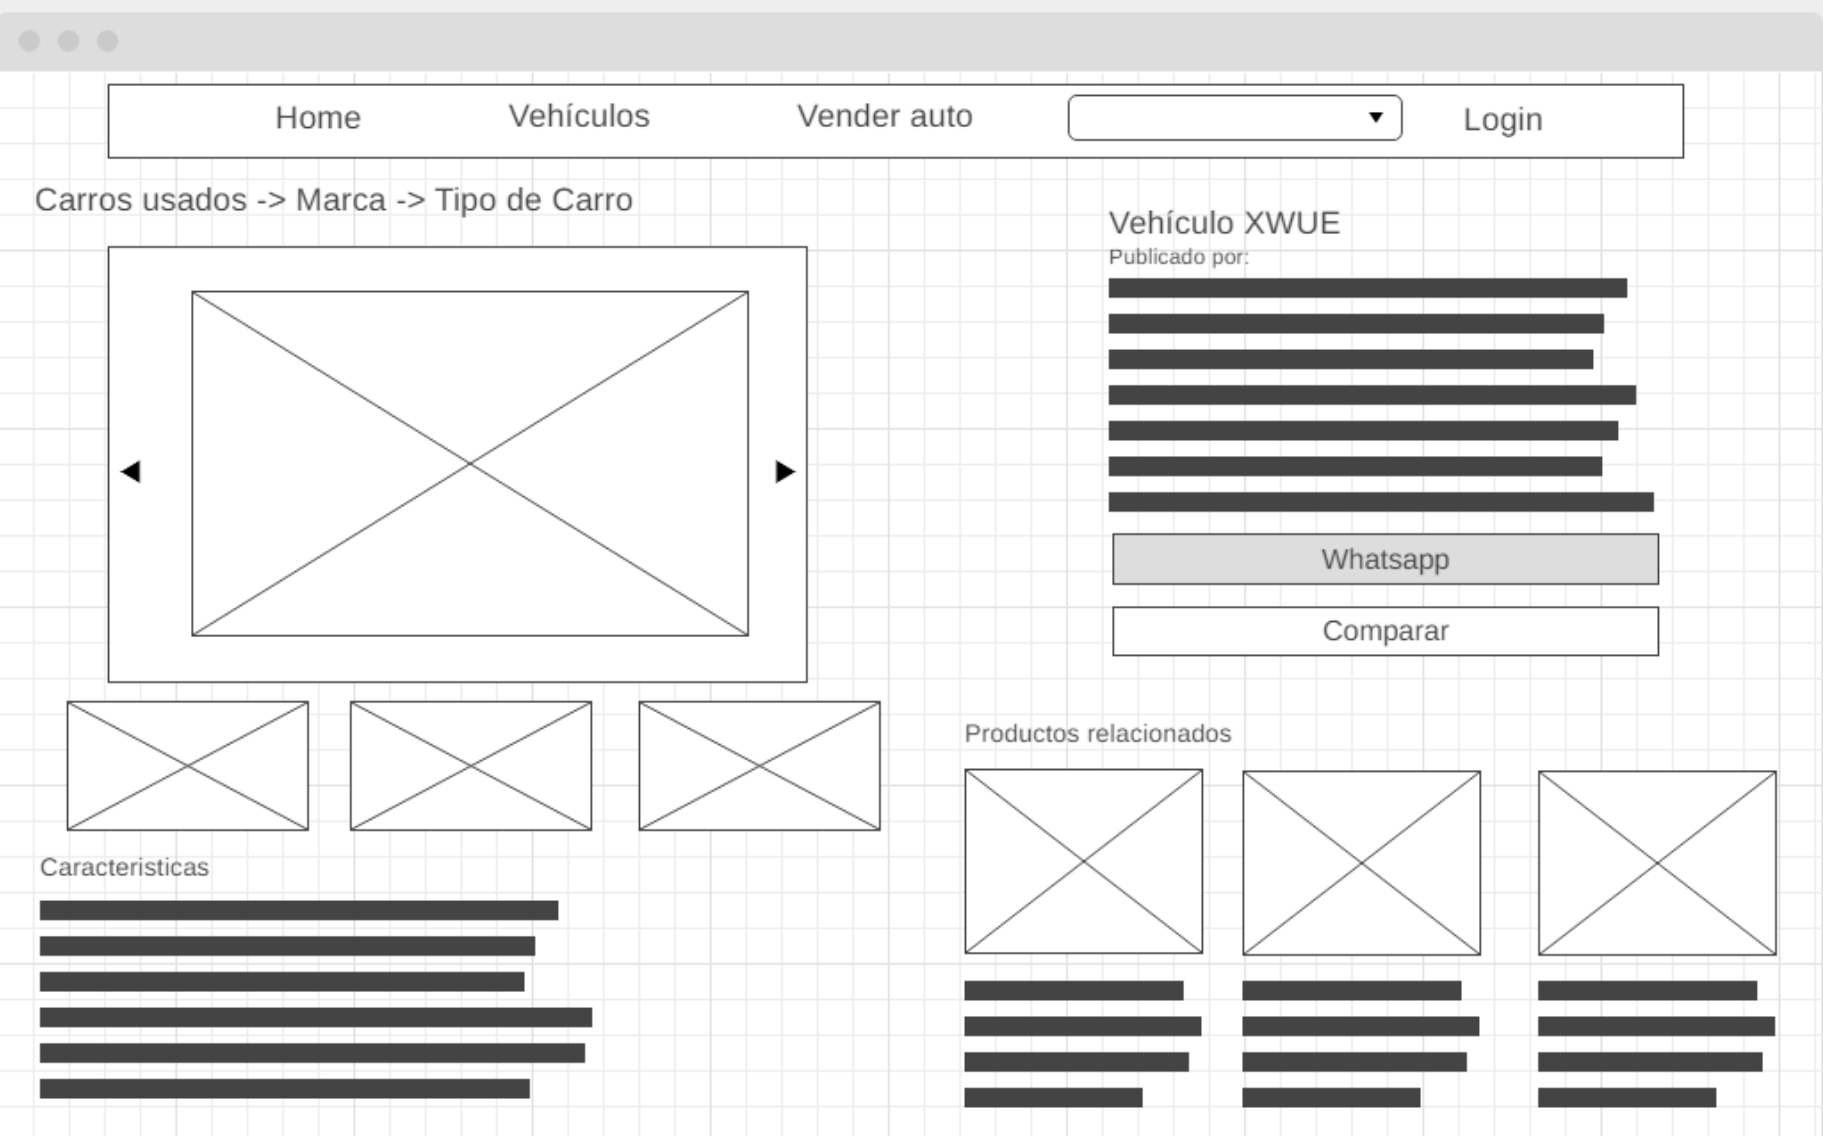 Home Vehículos Vender auto Login
Carros usados -> Marca -> Tipo de Carro
Vehículo XWUE
Publicado por:
Whatsapp
Comparar
Productos relacionados
Caracteristicas